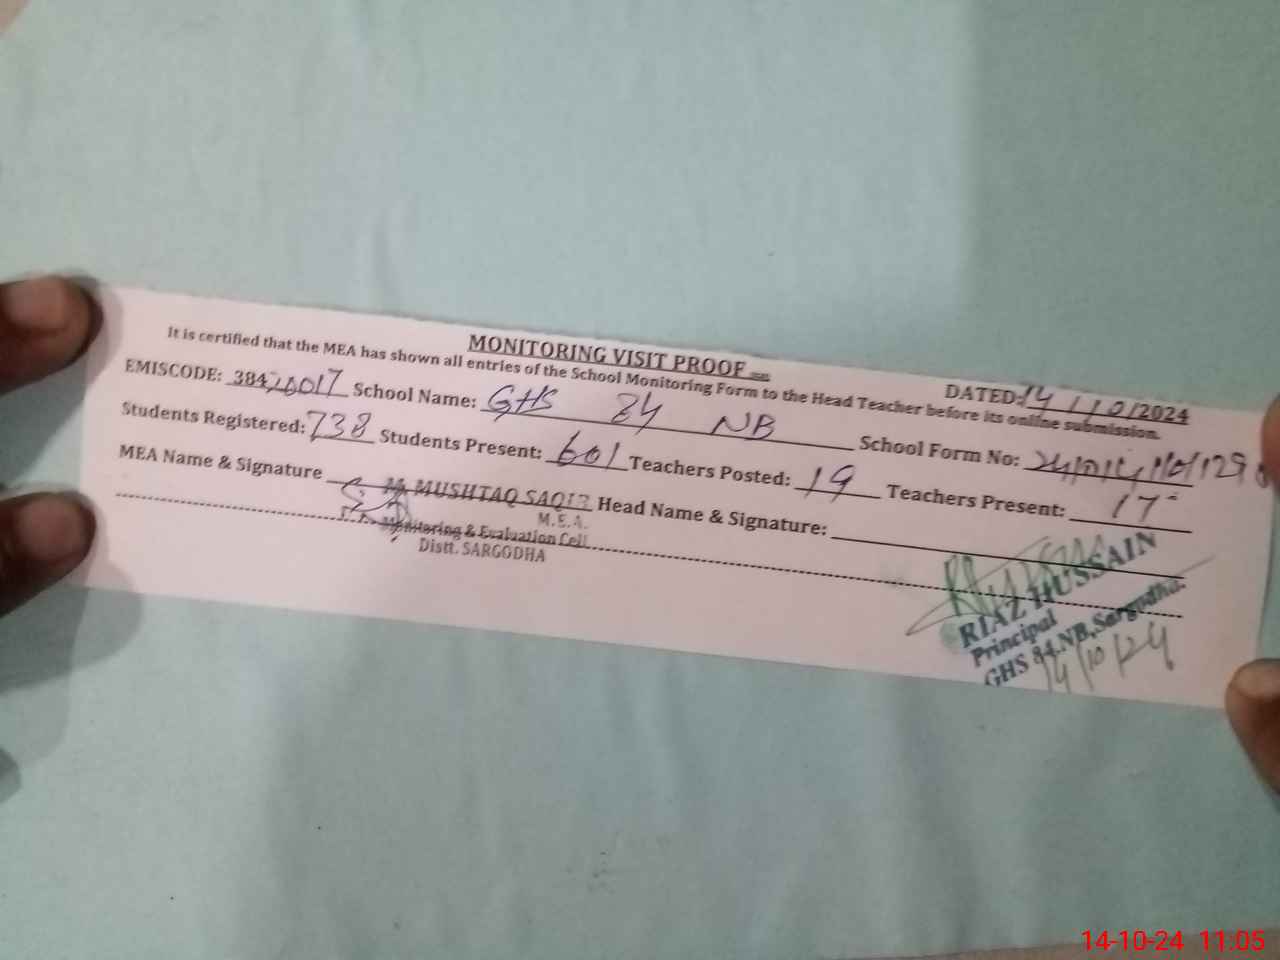 MONITORING VISIT PROOF
DATED: 14/10/2024
It is certified that the MEA has shown all entries of the School Monitoring Form to the Head Teacher before its online submission.
EMISCODE: 38420017 School Name: GHS 84 NB School Form No:
Students Registered: 738 Students Present: 601 Teachers Posted: 19 Teachers Present: 17
MEA Name & Signature MUSHTAQ SAQIB Head Name & Signature:
M.E.A.
Monitoring & Evaluation Cell
Distt. SARGODHA
RIAZ HUSSAIN
Principal
GHS 84.NB,Sargodha.
14/10/24
14-10-24 11:05